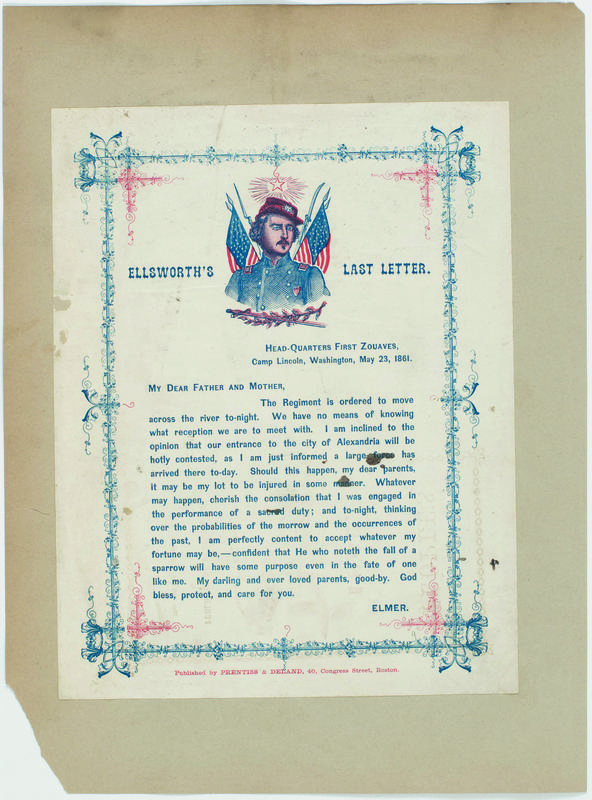 ELLSWORTH'S LAST LETTER.
HEAD-QUARTERS FIRST ZOUAVES,
CAMP LINCOLN, WASHINGTON, MAY 23, 1861.
MY DEAR FATHER AND MOTHER,
The Regiment is ordered to move
across the river to-night. We have no means of knowing
what reception we are to meet with. I am inclined to the
opinion that our entrance to the city of Alexandria will be
hotly contested, as I am just informed a large force has
arrived there to-day. Should this happen, my dear parents,
it may be my lot to be injured in some manner. Whatever
may happen, cherish the consolation that I was engaged in
the performance of a sacred duty; and to-night, thinking
over the probabilities of the morrow and the occurrences of
the past, I am perfectly content to accept whatever my
fortune may be,—confident that He who noteth the fall of a
sparrow will have some purpose even in the fate of one
like me. My darling and ever loved parents, good-by. God
bless, protect, and care for you.
ELMER.
Published by PRENTISS & DELAND, 40, Congress Street, Boston.